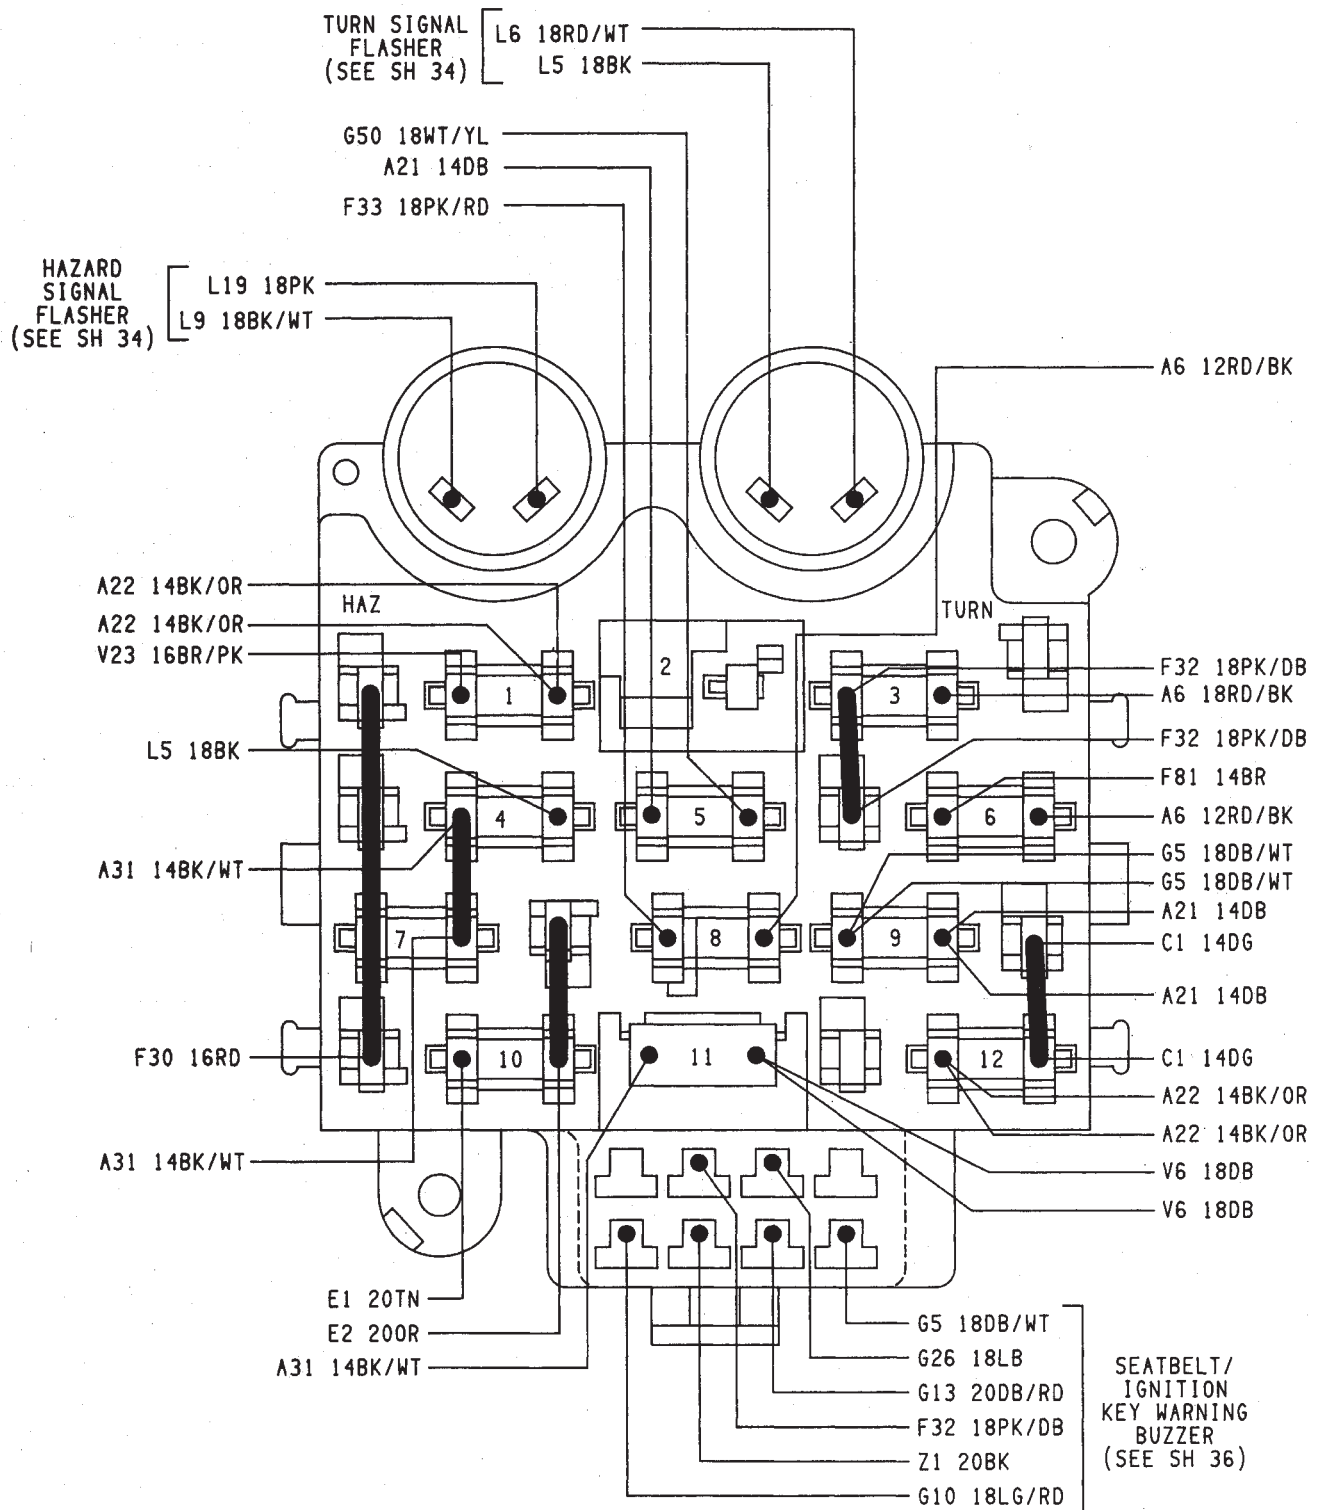 TURN SIGNAL
FLASHER
(SEE SH 34)
L6 18RD/WT
L5 18BK
G50 18WT/YL
A21 14DB
F33 18PK/RD
HAZARD
SIGNAL
FLASHER
(SEE SH 34)
L19 18PK
L9 18BK/WT
A6 12RD/BK
A22 14BK/OR
HAZ
TURN
A22 14BK/OR
V23 16BR/PK
1
2
3
F32 18PK/DB
A6 18RD/BK
L5 18BK
F32 18PK/DB
F81 14BR
4
5
6
A6 12RD/BK
G5 18DB/WT
A31 14BK/WT
G5 18DB/WT
A21 14DB
7
8
9
C1 14DG
A21 14DB
F30 16RD
10
11
12
C1 14DG
A22 14BK/OR
A22 14BK/OR
A31 14BK/WT
V6 18DB
V6 18DB
E1 20TN
E2 20OR
A31 14BK/WT
G5 18DB/WT
G26 18LB
G13 20DB/RD
F32 18PK/DB
Z1 20BK
G10 18LG/RD
SEATBELT/
IGNITION
KEY WARNING
BUZZER
(SEE SH 36)